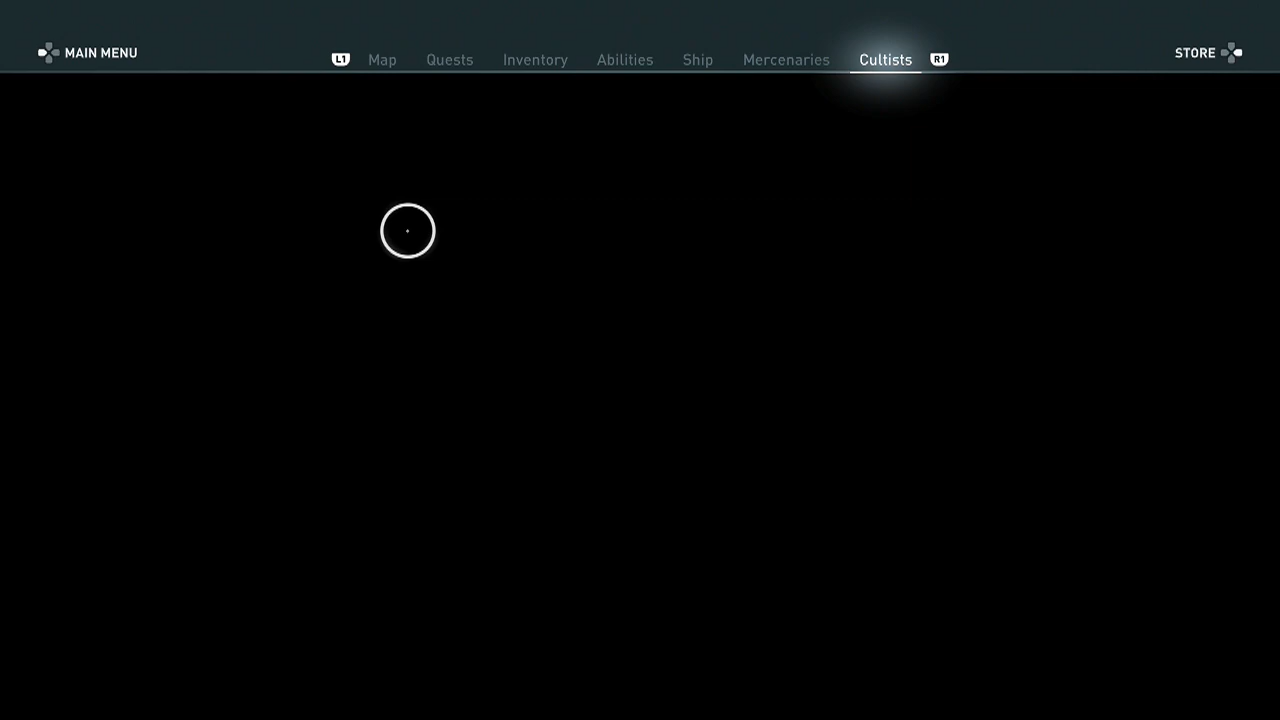 MAIN MENU
L1 Map Quests Inventory Abilities Ship Mercenaries Cultists R1
STORE